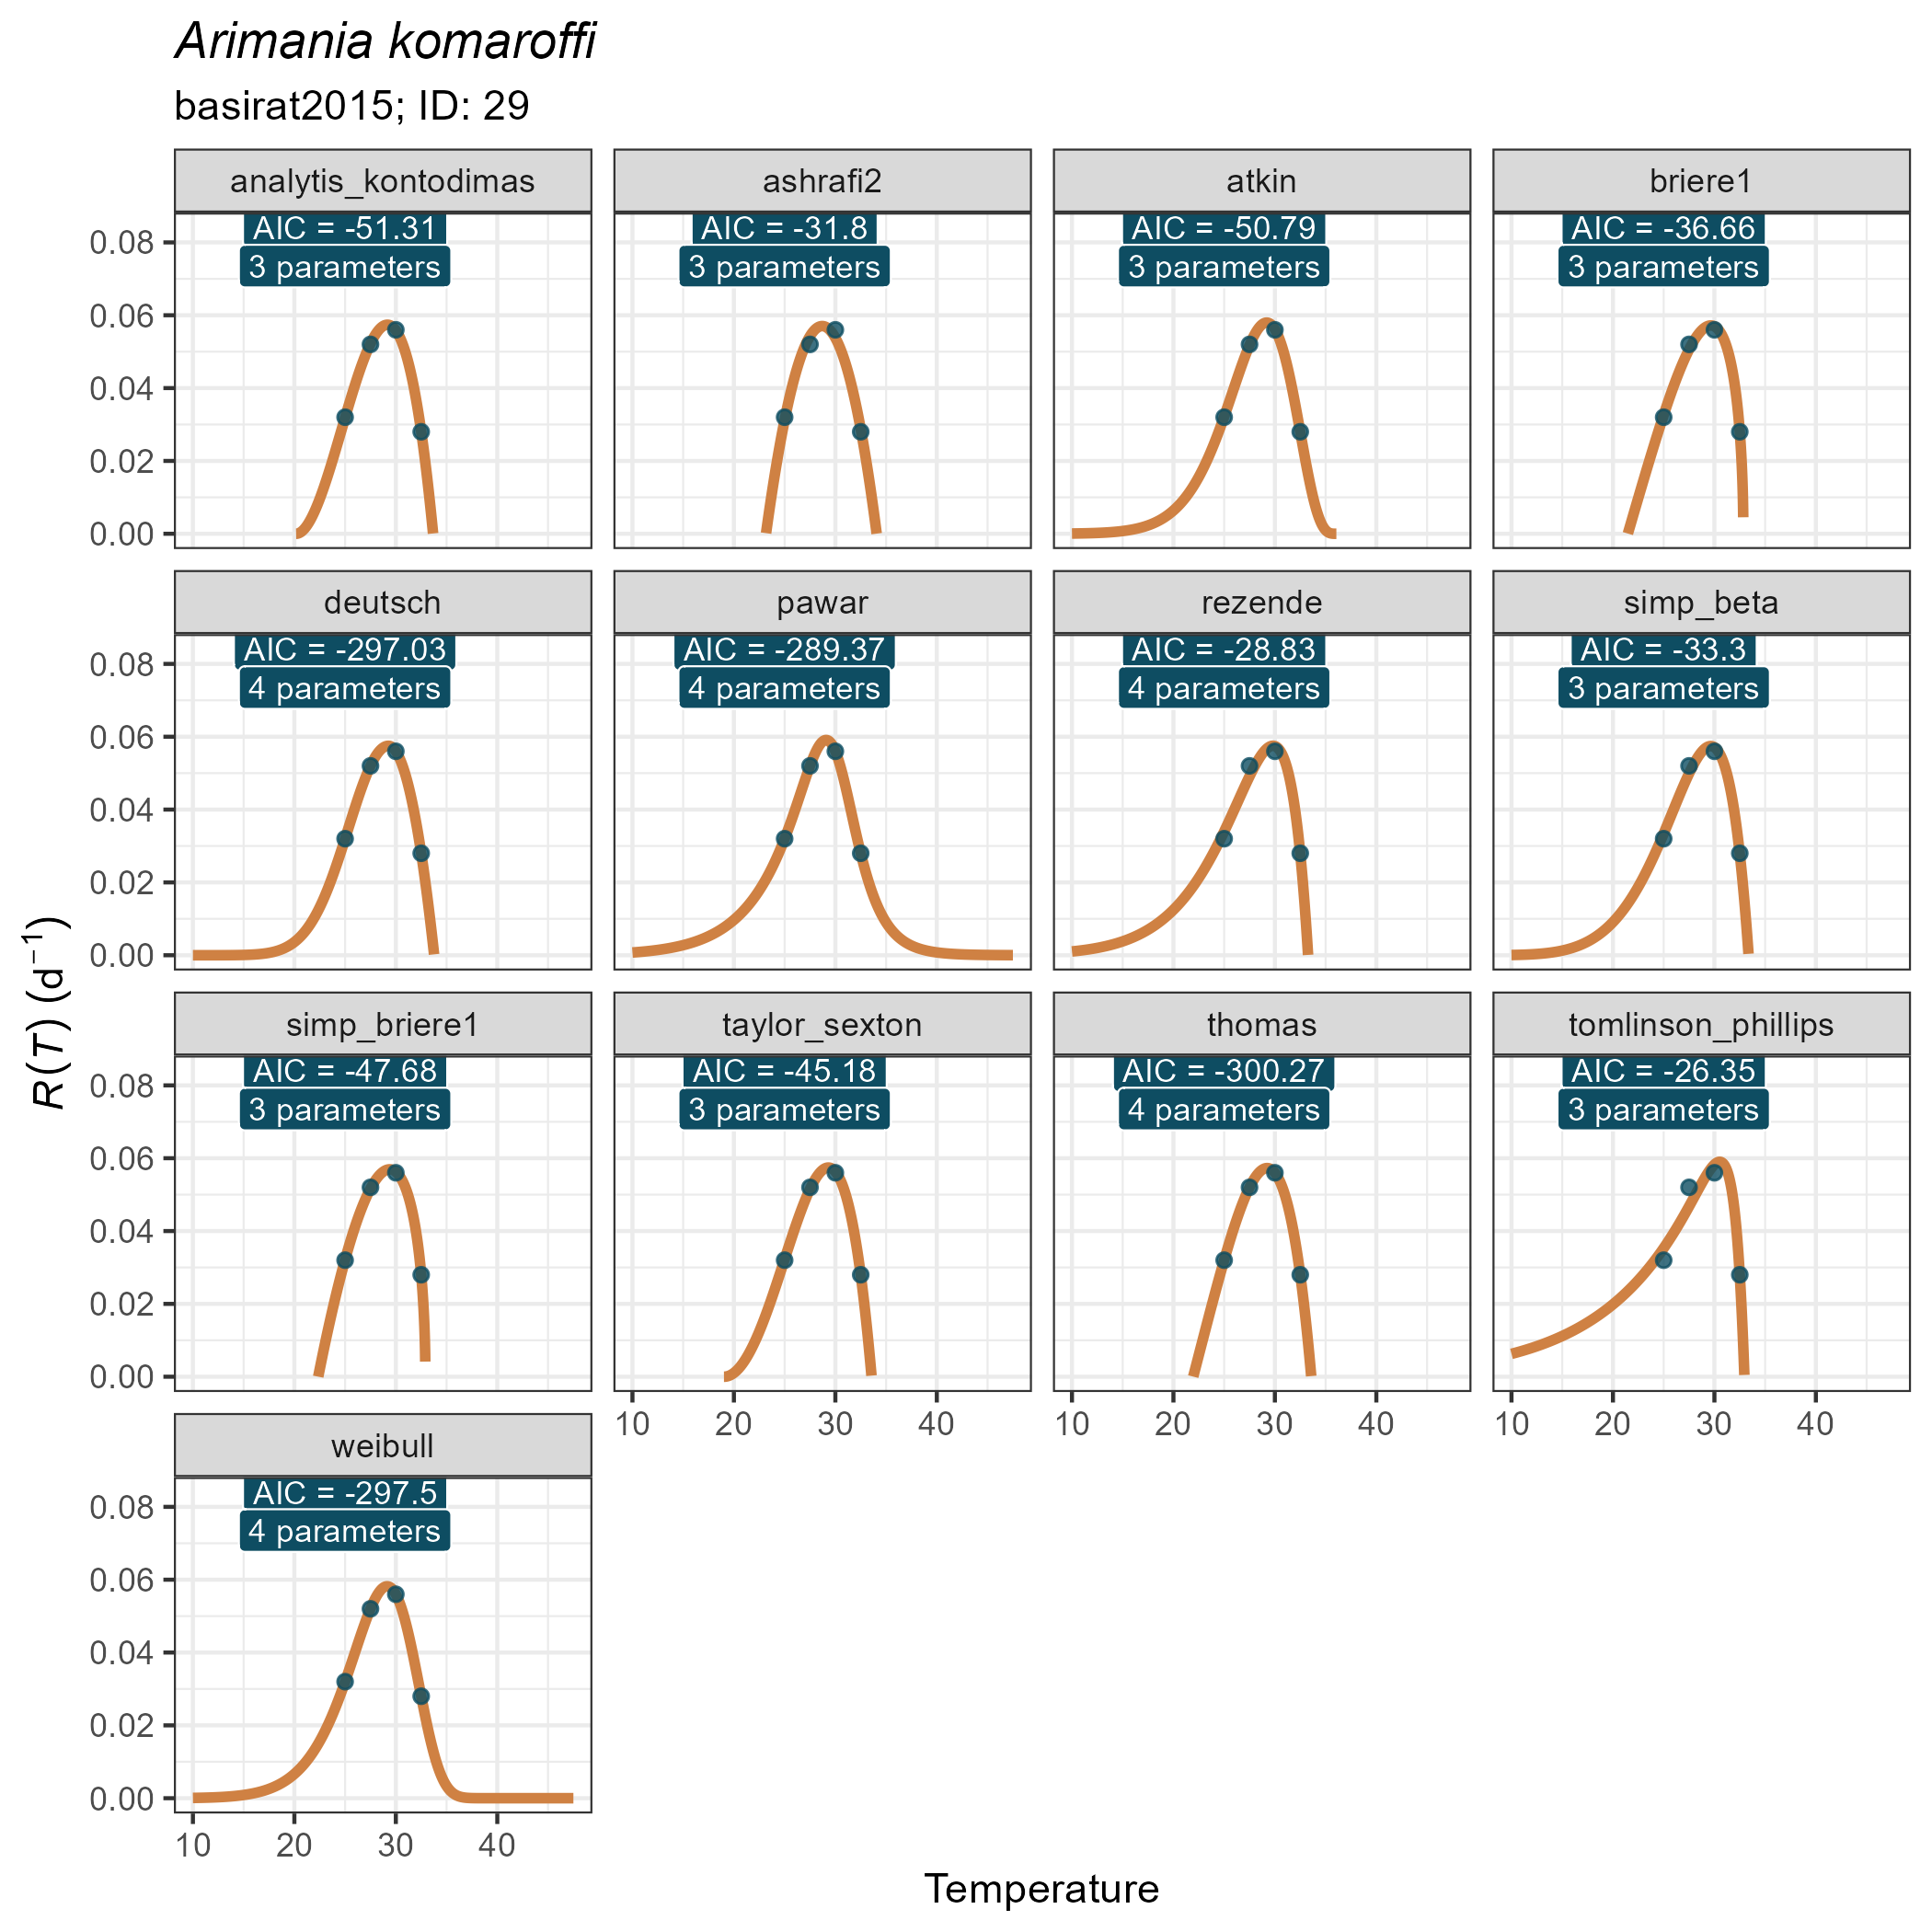 Arimania komaroffi
basirat2015; ID: 29
analytis_kontodimas
ashrafi2
atkin
briere1
AIC = -51.31
3 parameters
AIC = -31.8
3 parameters
AIC = -50.79
3 parameters
AIC = -36.66
3 parameters
0.08
0.06
0.04
0.02
0.00
deutsch
pawar
rezende
simp_beta
AIC = -297.03
4 parameters
AIC = -289.37
4 parameters
AIC = -28.83
4 parameters
AIC = -33.3
3 parameters
0.08
0.06
0.04
0.02
0.00
simp_briere1
taylor_sexton
thomas
tomlinson_phillips
AIC = -47.68
3 parameters
AIC = -45.18
3 parameters
AIC = -300.27
4 parameters
AIC = -26.35
3 parameters
0.08
0.06
0.04
0.02
0.00
10 20 30 40
10 20 30 40
10 20 30 40
weibull
AIC = -297.5
4 parameters
0.08
0.06
0.04
0.02
0.00
10 20 30 40
Temperature
R(T) (d⁻¹)